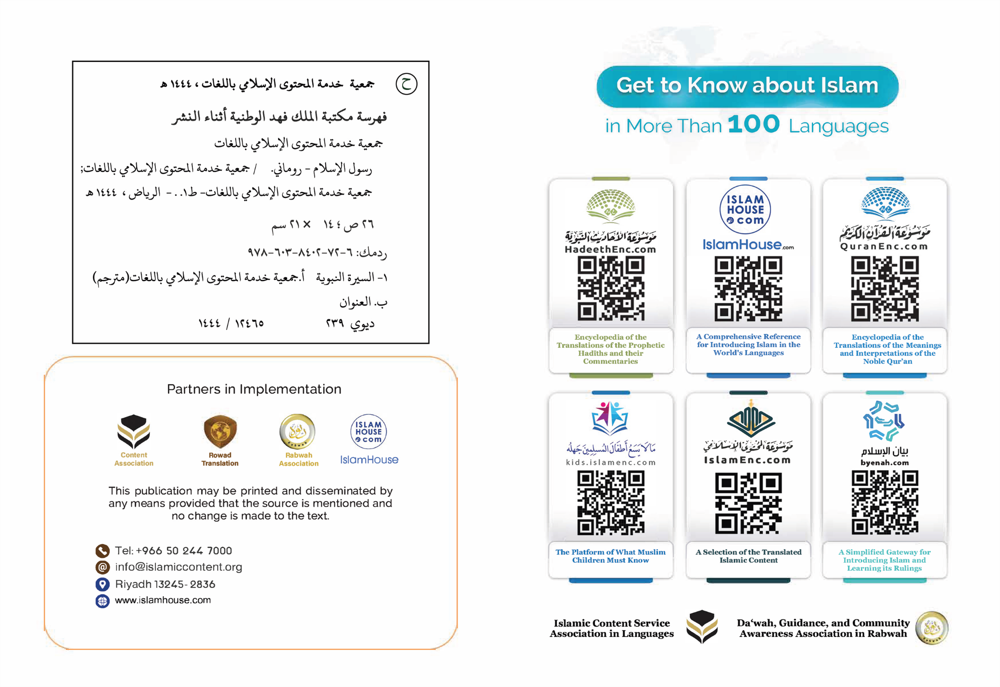 ح
جمعية خدمة المحتوى الإسلامي باللغات ، ١٤٤٤ هـ
فهرسة مكتبة الملك فهد الوطنية أثناء النشر
جمعية خدمة المحتوى الإسلامي باللغات
رسول الإسلام – روماني. / جمعية خدمة المحتوى الإسلامي باللغات;
جمعية خدمة المحتوى الإسلامي باللغات- ط١. . - الرياض ، ١٤٤٤ هـ
٢٦ ص ؛ ١٤ × ٢١ سم
ردمك: ٦-٧٢-٨٤٠٢-٦٠٣-٩٧٨
١- السيرة النبوية أ.جمعية خدمة المحتوى الإسلامي باللغات(مترجم)
ب. العنوان
ديوي ٢٣٩ ١٢٤٦٥ / ١٤٤٤
Partners in Implementation
Content
Association
Rowad
Translation
Rabwah
Rabwah
Association
ISLAM
HOUSE
com
IslamHouse
This publication may be printed and disseminated by
any means provided that the source is mentioned and
no change is made to the text.
Tel: +966 50 244 7000
info@islamiccontent.org
Riyadh 13245- 2836
www.islamhouse.com
Get to Know about Islam
in More Than 100 Languages
موسوعة الأحاديث النبوية
HadeethEnc.com
Encyclopedia of the
Translations of the Prophetic
Hadīths and their
Commentaries
ISLAM
HOUSE
com
IslamHouse.com
A Comprehensive Reference
for Introducing Islam in the
World's Languages
موسوعة القرآن الكريم
QuranEnc.com
Encyclopedia of the
Translations of the Meanings
and Interpretations of the
Noble Qur’an
مَا لَا يَسَعُ أَطْفَالَ المُسلِمِينَ جَهلُه
kids.islamenc.com
The Platform of What Muslim
Children Must Know
موسوعة المحتوى الإسلامي
IslamEnc.com
A Selection of the Translated
Islamic Content
بيان الإسلام
byenah.com
A Simplified Gateway for
Introducing Islam and
Learning its Rulings
Islamic Content Service
Association in Languages
Da‘wah, Guidance, and Community
Awareness Association in Rabwah
Rabwah